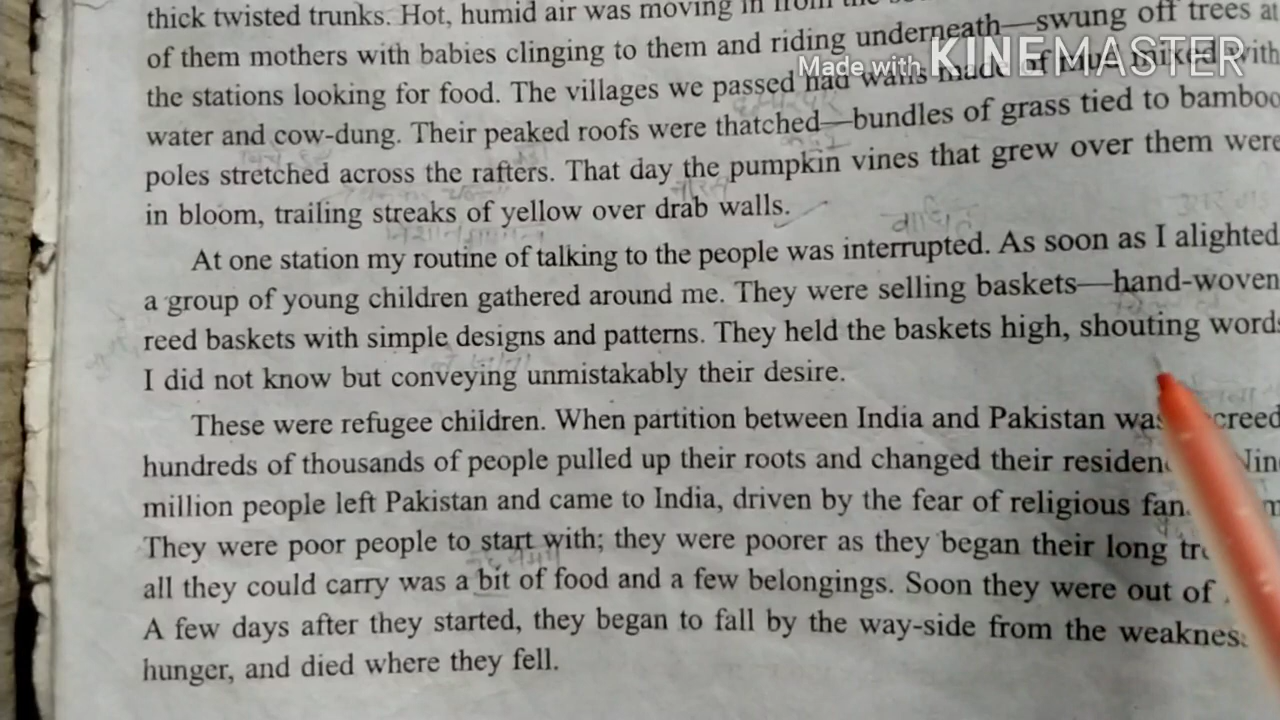 thick twisted trunks. Hot, humid air was moving in from the
of them mothers with babies clinging to them and riding underneath—swung off trees at
Made with KINEMASTER
the stations looking for food. The villages we passed had walls made of mud mixed with
water and cow-dung. Their peaked roofs were thatched—bundles of grass tied to bamboo
poles stretched across the rafters. That day the pumpkin vines that grew over them were
in bloom, trailing streaks of yellow over drab walls.
At one station my routine of talking to the people was interrupted. As soon as I alighted
a group of young children gathered around me. They were selling baskets—hand-woven
reed baskets with simple designs and patterns. They held the baskets high, shouting words
I did not know but conveying unmistakably their desire.
These were refugee children. When partition between India and Pakistan was
hundreds of thousands of people pulled up their roots and changed their
million people left Pakistan and came to India, driven by the fear of religious
They were poor people to start with; they were poorer as they began their long
all they could carry was a bit of food and a few belongings. Soon they were out of
A few days after they started, they began to fall by the way-side from the
hunger, and died where they fell.